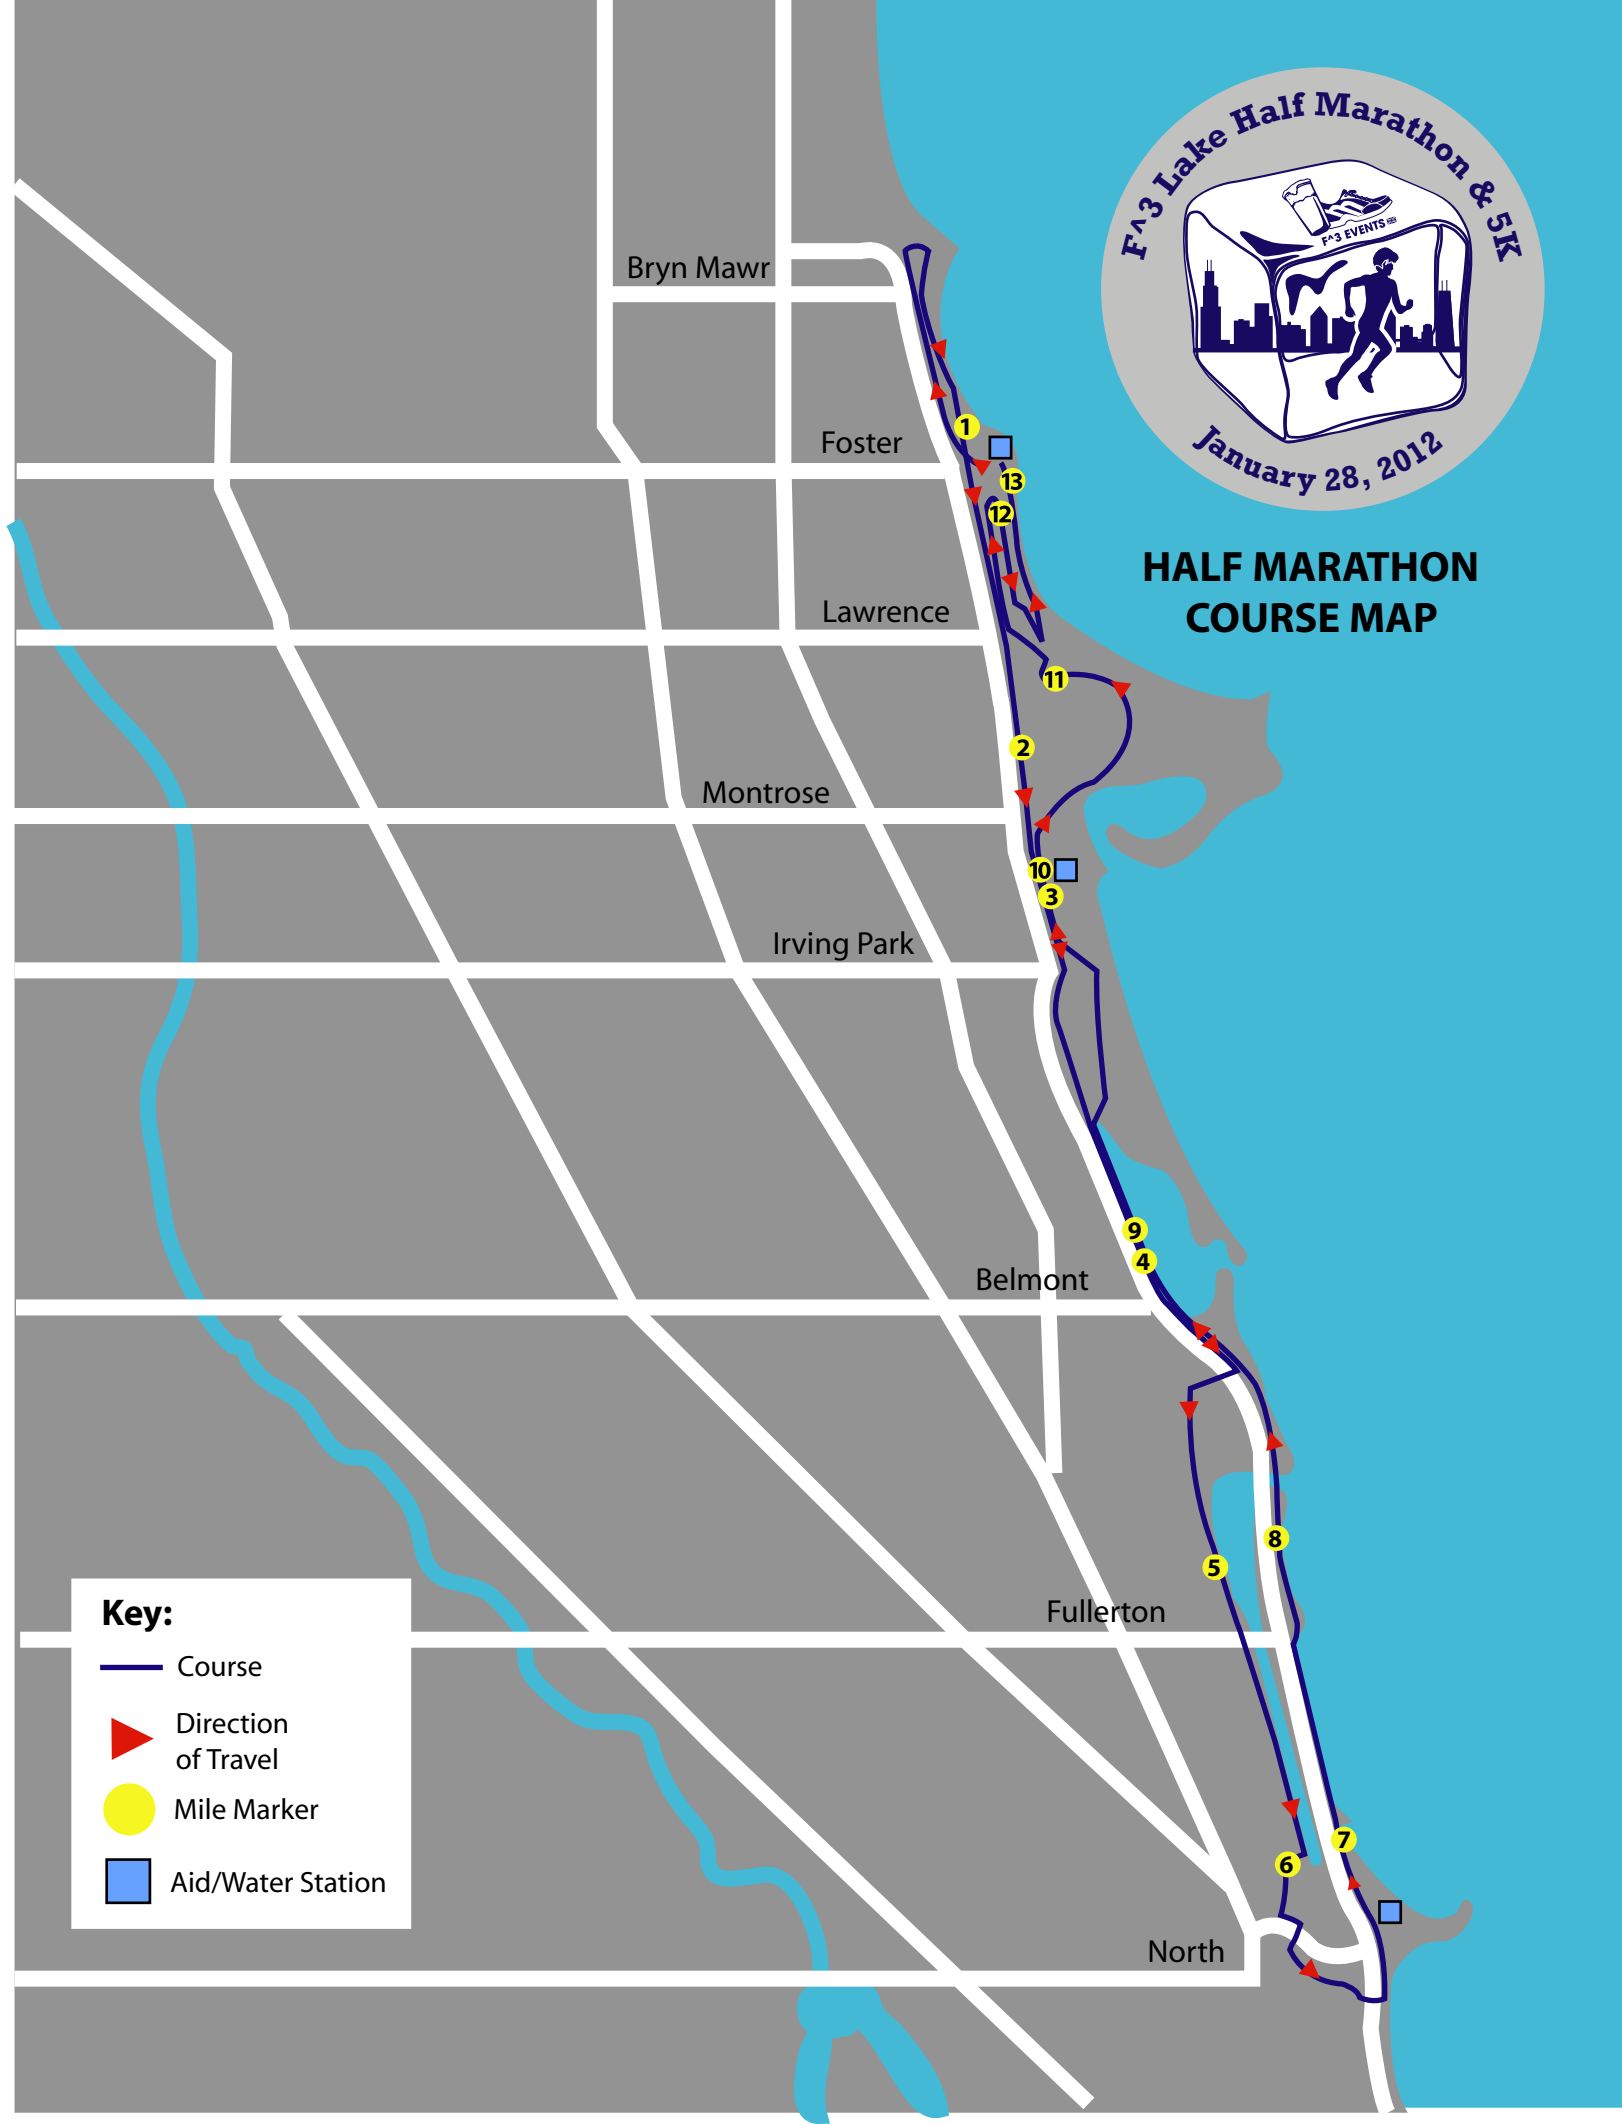 F^3 Lake Half Marathon & 5K
F^3 EVENTS
January 28, 2012
HALF MARATHON
COURSE MAP
Bryn Mawr
1
Foster
13
12
Lawrence
11
2
Montrose
10
3
Irving Park
9
4
Belmont
8
5
Fullerton
7
6
North
Key:
Course
Direction
of Travel
Mile Marker
Aid/Water Station